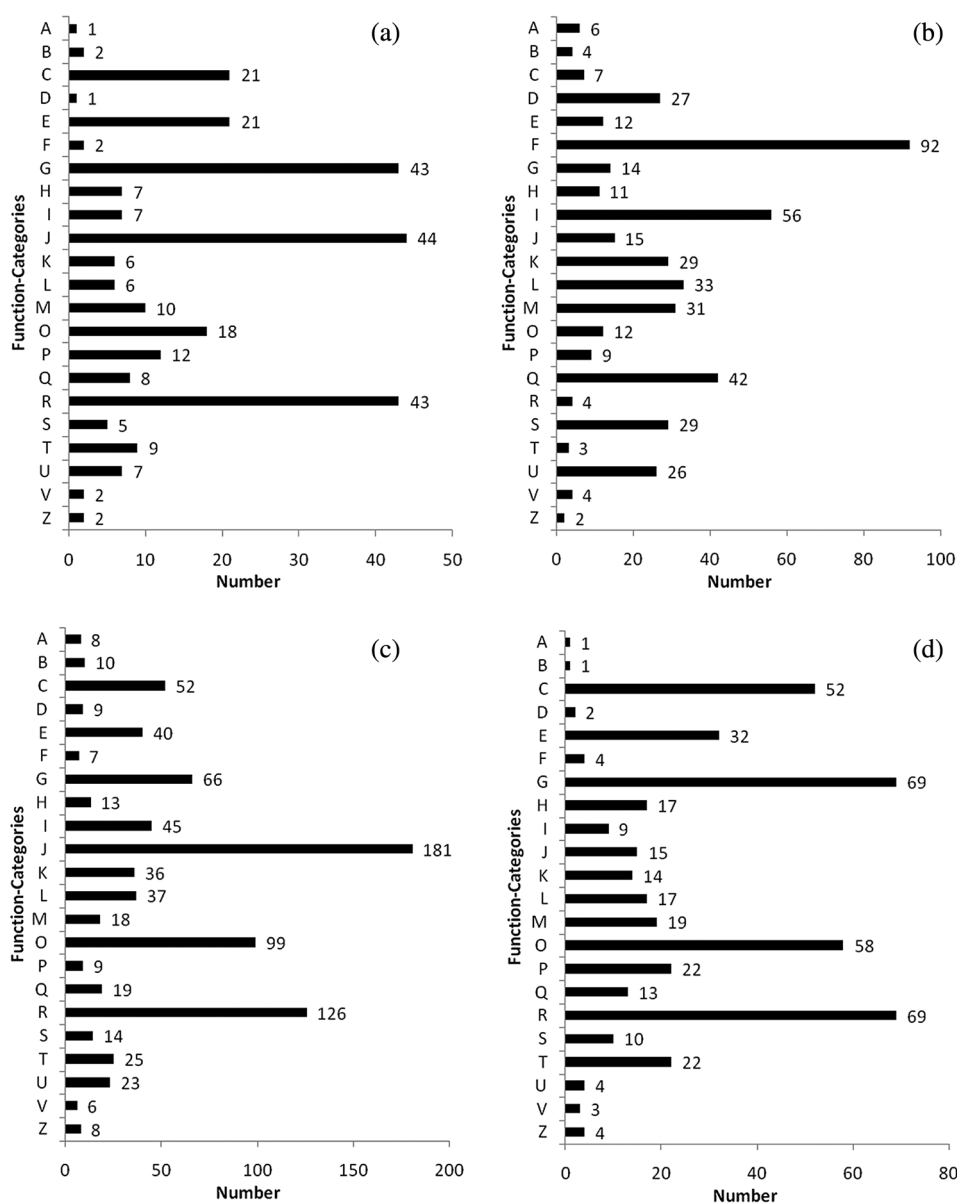 (a)
Function-Categories
A 1
B 2
C 21
D 1
E 21
F 2
G 43
H 7
I 7
J 44
K 6
L 6
M 10
O 18
P 12
Q 8
R 43
S 5
T 9
U 7
V 2
Z 2
0 10 20 30 40 50
Number
(b)
Function-Categories
A 6
B 4
C 7
D 27
E 12
F 92
G 14
H 11
I 56
J 15
K 29
L 33
M 31
O 12
P 9
Q 42
R 4
S 29
T 3
U 26
V 4
Z 2
0 20 40 60 80 100
Number
(c)
Function-Categories
A 8
B 10
C 52
D 9
E 40
F 7
G 66
H 13
I 45
J 181
K 36
L 37
M 18
O 99
P 9
Q 19
R 126
S 14
T 25
U 23
V 6
Z 8
0 50 100 150 200
Number
(d)
Function-Categories
A 1
B 1
C 52
D 2
E 32
F 4
G 69
H 17
I 9
J 15
K 14
L 17
M 19
O 58
P 22
Q 13
R 69
S 10
T 22
U 4
V 3
Z 4
0 20 40 60 80
Number